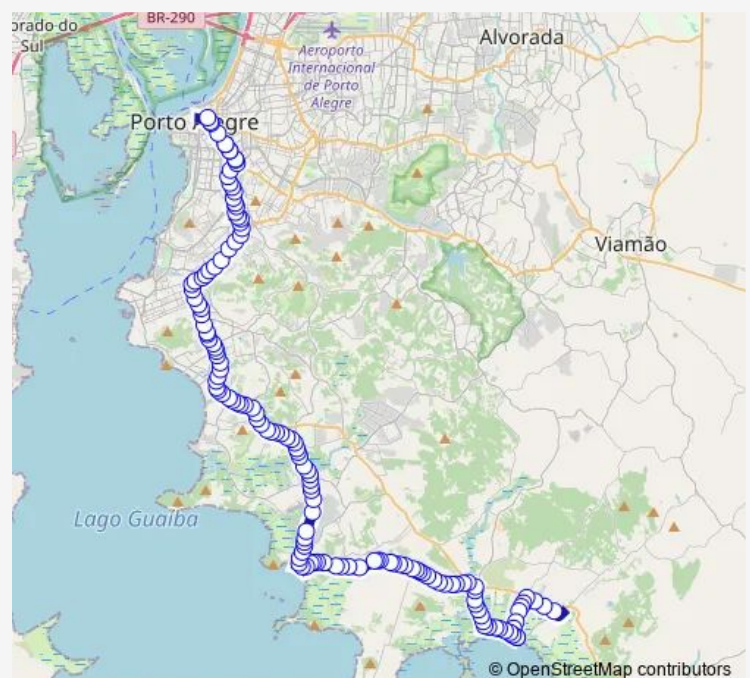 BR-290
orado do
Sul
Alvorada
Aeroporto
Internacional
de Porto
Alegre
Porto Alegre
Viamão
Lago Guaíba
© OpenStreetMap contributors